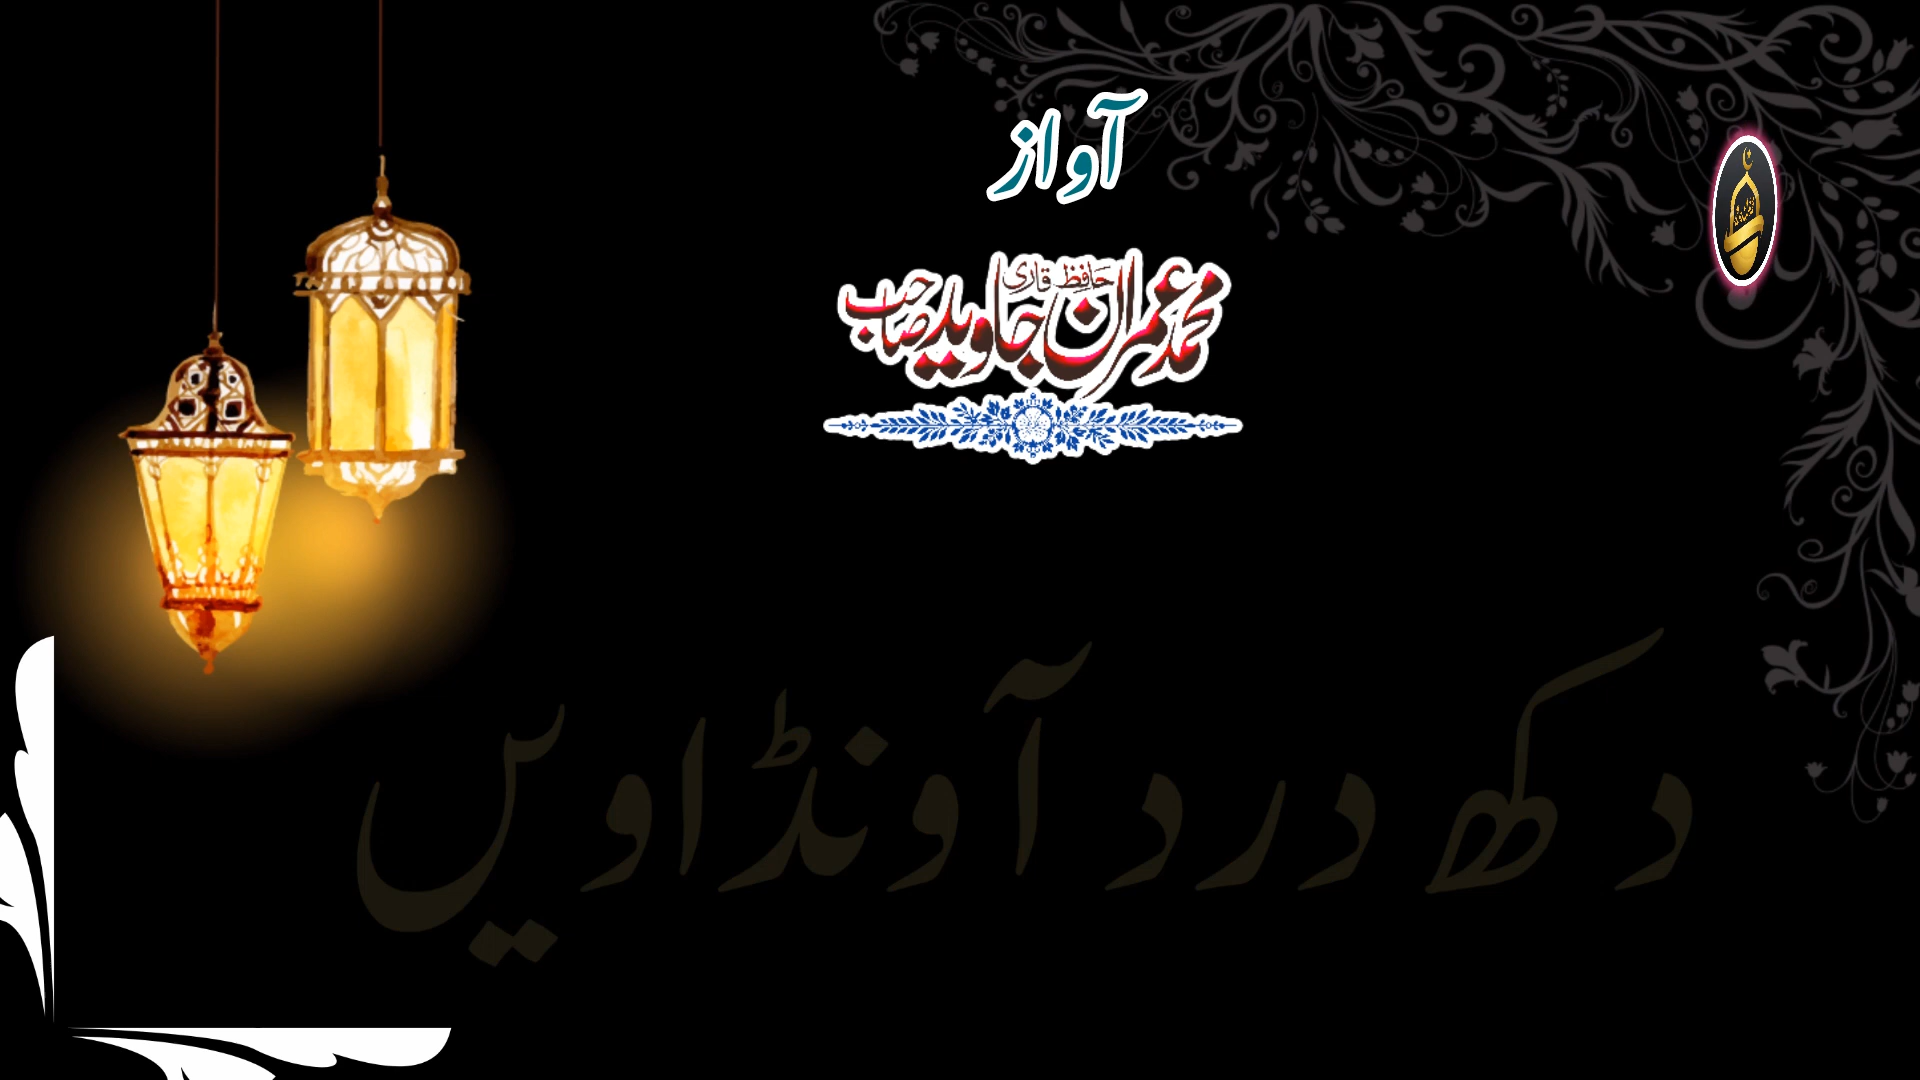 آواز
حافظ قاری
محمد عمران جاوید صاحب
دکھ درد آونڈاویں